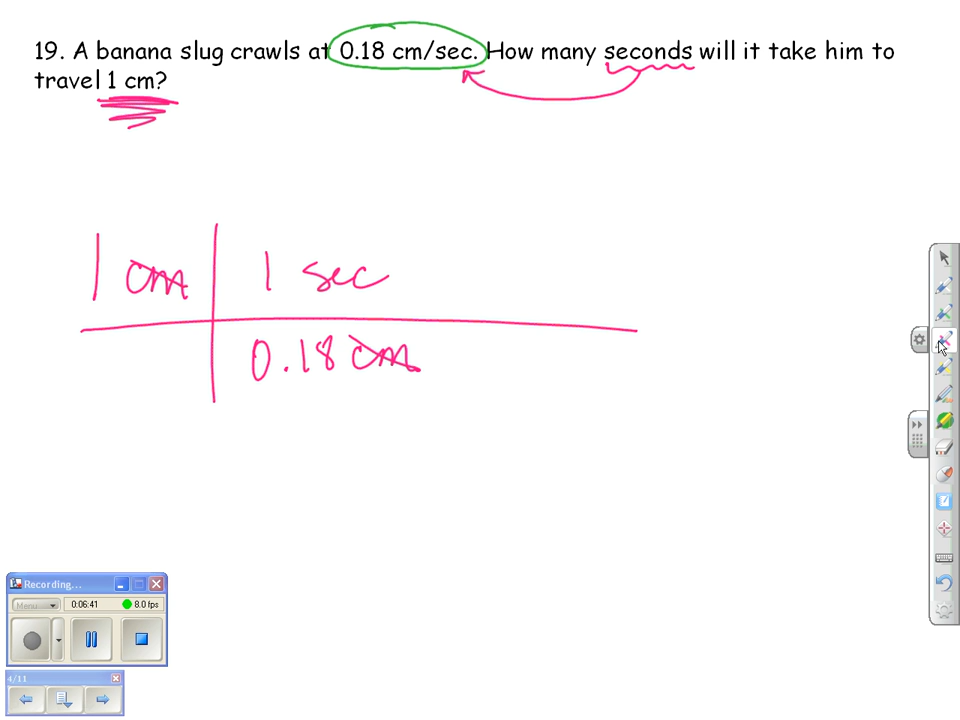 19. A banana slug crawls at 0.18 cm/sec. How many seconds will it take him to
travel 1 cm?
1 cm 1 sec
0.18 cm
Recording...
Menu 0:06:41 8.0 fps
4/11